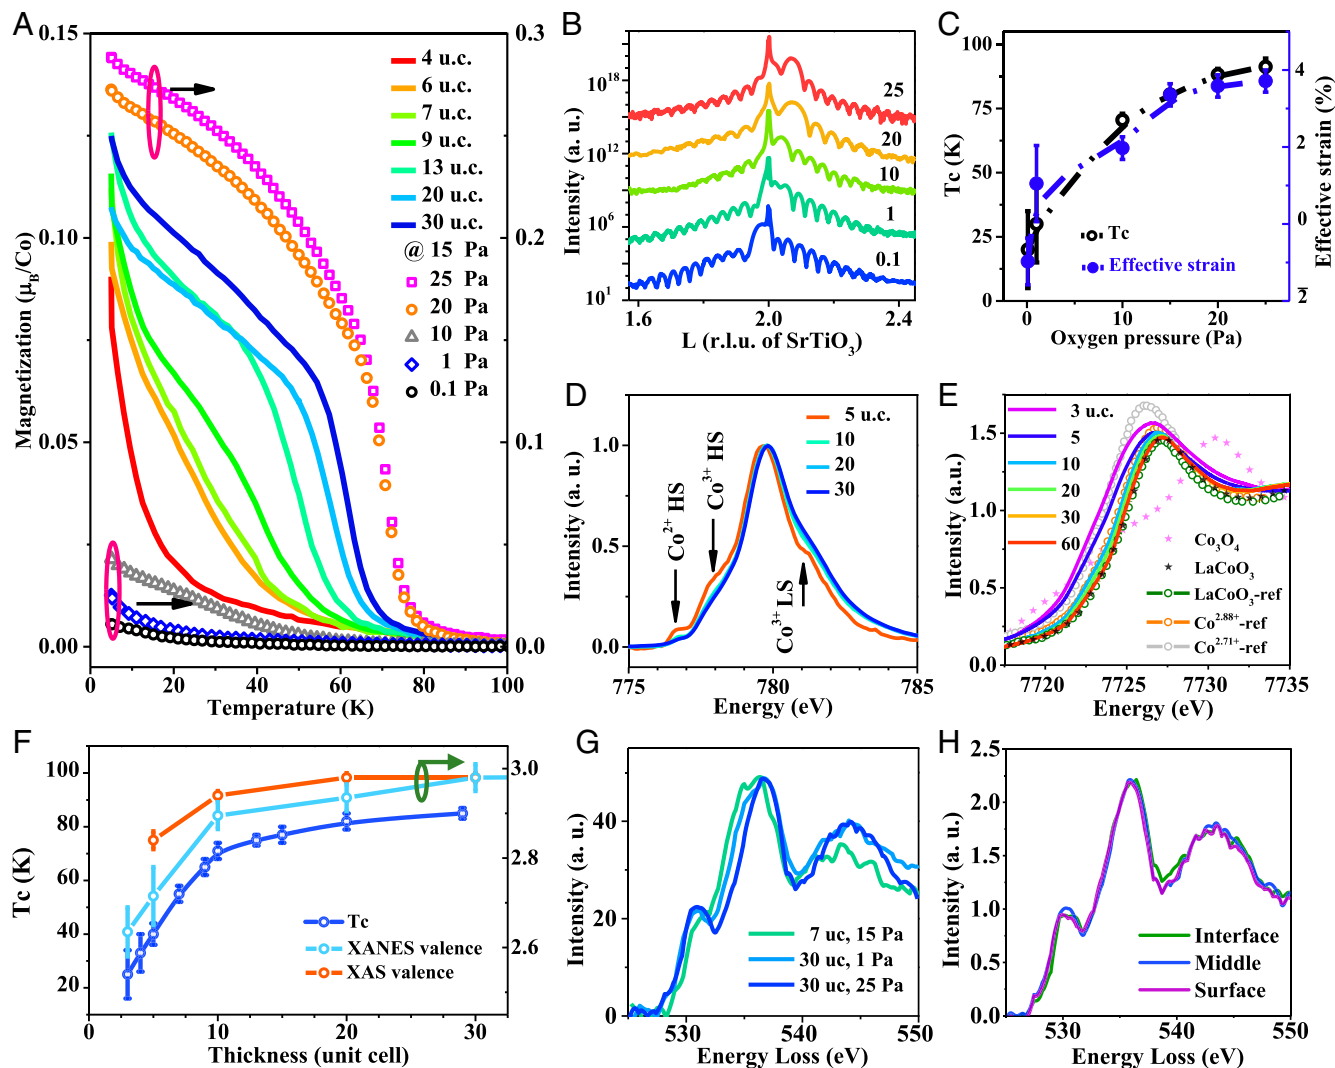 A
0.15
0.3
4 u.c.
6 u.c.
7 u.c.
9 u.c.
13 u.c.
20 u.c.
30 u.c.
@ 15 Pa
25 Pa
20 Pa
10 Pa
1 Pa
0.1 Pa
0.10
0.2
0.05
0.1
0.00
0.0
Magnetization (μB/Co)
0 20 40 60 80 100
Temperature (K)
B
10^18
10^12
10^6
10^1
Intensity (a. u.)
25
20
10
1
0.1
1.6 2.0 2.4
L (r.l.u. of SrTiO3)
C
100
75
50
25
0
Tc (K)
4
2
0
2
Effective strain (%)
Tc
Effective strain
0 10 20
Oxygen pressure (Pa)
D
5 u.c.
10
20
30
1.0
0.5
0.0
Intensity (a. u.)
Co2+ HS
Co3+ HS
Co3+ LS
775 780 785
Energy (eV)
E
3 u.c.
5
10
20
30
60
Co3O4
LaCoO3
LaCoO3-ref
Co2.88+-ref
Co2.71+-ref
1.5
1.0
0.5
0.0
Intensity (a.u.)
7720 7725 7730 7735
Energy (eV)
F
100
80
60
40
20
Tc (K)
3.0
2.8
2.6
Tc
XANES valence
XAS valence
0 10 20 30
Thickness (unit cell)
G
40
20
0
Intensity (a. u.)
7 uc, 15 Pa
30 uc, 1 Pa
30 uc, 25 Pa
530 540 550
Energy Loss (eV)
H
2.5
2.0
1.5
1.0
0.5
0.0
Intensity (a. u.)
Interface
Middle
Surface
530 540 550
Energy Loss (eV)